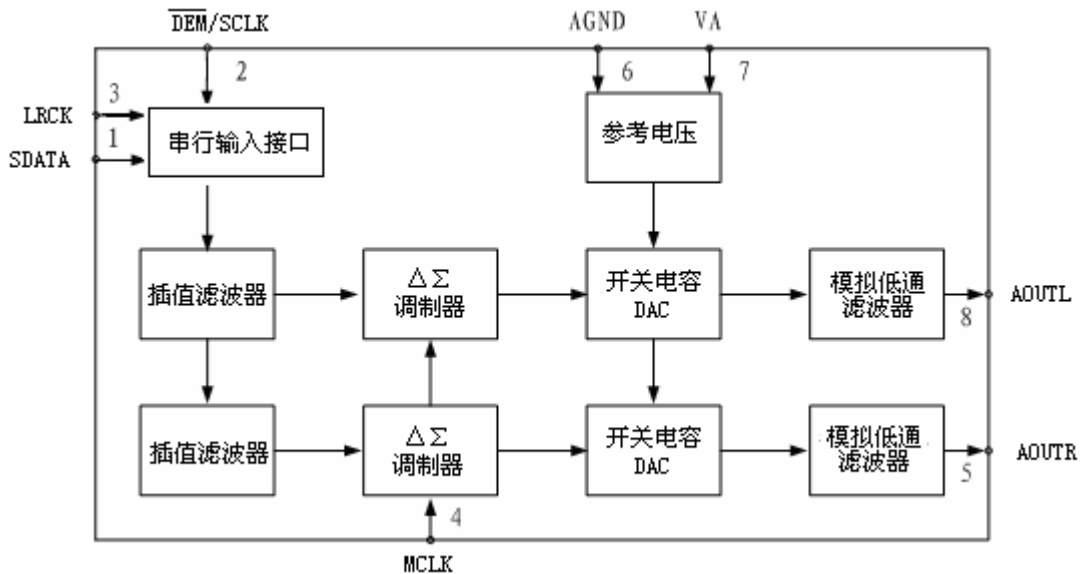 D̅E̅M̅/SCLK
AGND
VA
2
6
7
LRCK
3
SDATA
1
串行输入接口
参考电压
插值滤波器
ΔΣ
调制器
开关电容
DAC
模拟低通
滤波器
AOUTL
8
插值滤波器
ΔΣ
调制器
开关电容
DAC
模拟低通
滤波器
AOUTR
5
4
MCLK